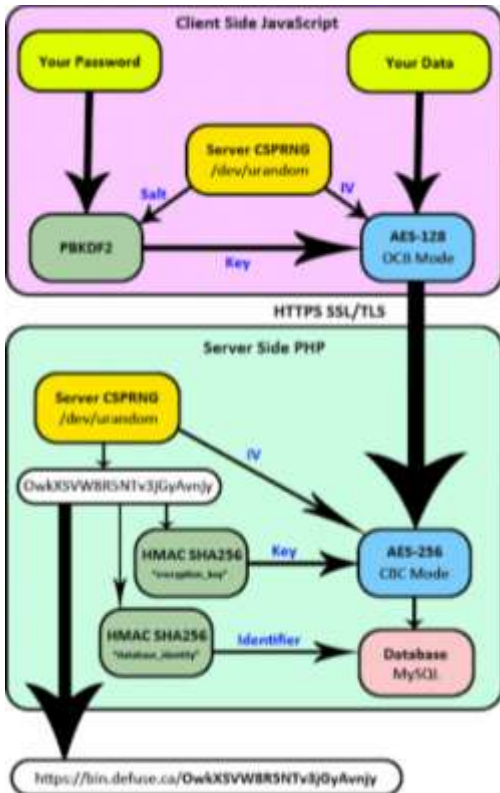 Client Side JavaScript
Your Password
Your Data
Server CSPRNG
/dev/urandom
Salt
IV
PBKDF2
Key
AES-128
OCB Mode
HTTPS SSL/TLS
Server Side PHP
Server CSPRNG
/dev/urandom
IV
OwkXSVW8R5NTv3jGyAvnJy
HMAC SHA256
"encryption_key"
Key
AES-256
CBC Mode
HMAC SHA256
"database_identity"
Identifier
Database
MySQL
https://bin.defuse.ca/OwkXSVW8R5NTv3jGyAvnjy